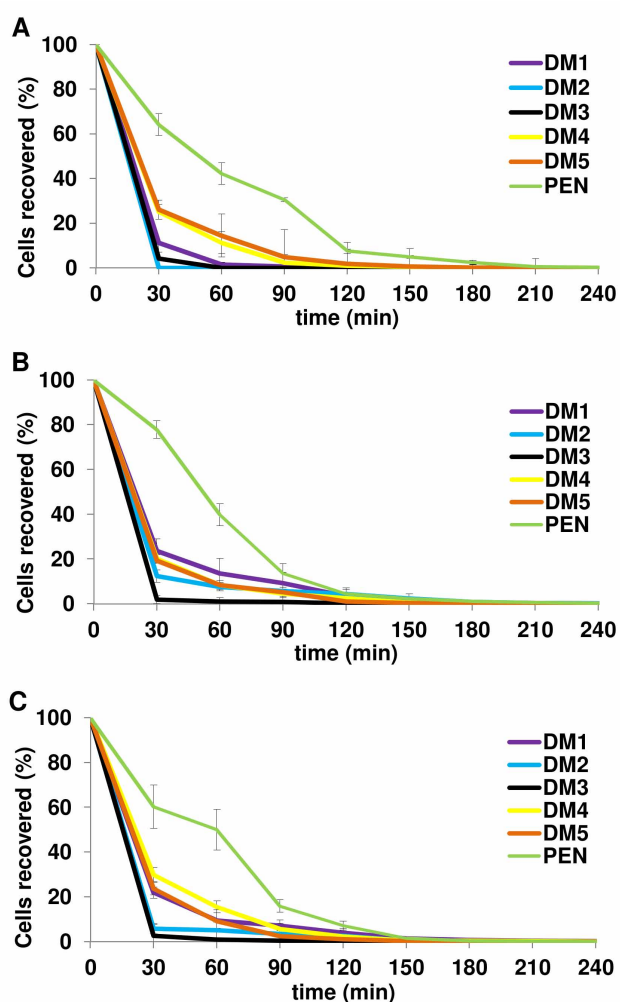 A
100
80
60
40
20
0
Cells recovered (%)
0 30 60 90 120 150 180 210 240
time (min)
DM1
DM2
DM3
DM4
DM5
PEN
B
100
80
60
40
20
0
Cells recovered (%)
0 30 60 90 120 150 180 210 240
time (min)
DM1
DM2
DM3
DM4
DM5
PEN
C
100
80
60
40
20
0
Cells recovered (%)
0 30 60 90 120 150 180 210 240
time (min)
DM1
DM2
DM3
DM4
DM5
PEN